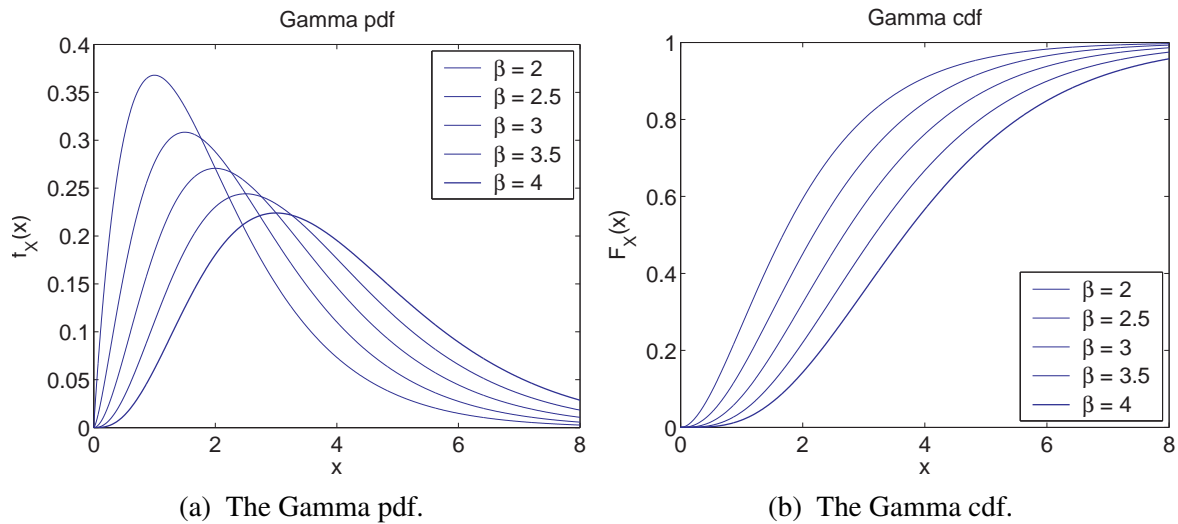 Gamma pdf
0.4
0.35
0.3
0.25
0.2
0.15
0.1
0.05
0
f_X(x)
0 2 4 6 8
x
β = 2
β = 2.5
β = 3
β = 3.5
β = 4
(a) The Gamma pdf.
Gamma cdf
1
0.8
0.6
0.4
0.2
0
F_X(x)
0 2 4 6 8
x
β = 2
β = 2.5
β = 3
β = 3.5
β = 4
(b) The Gamma cdf.